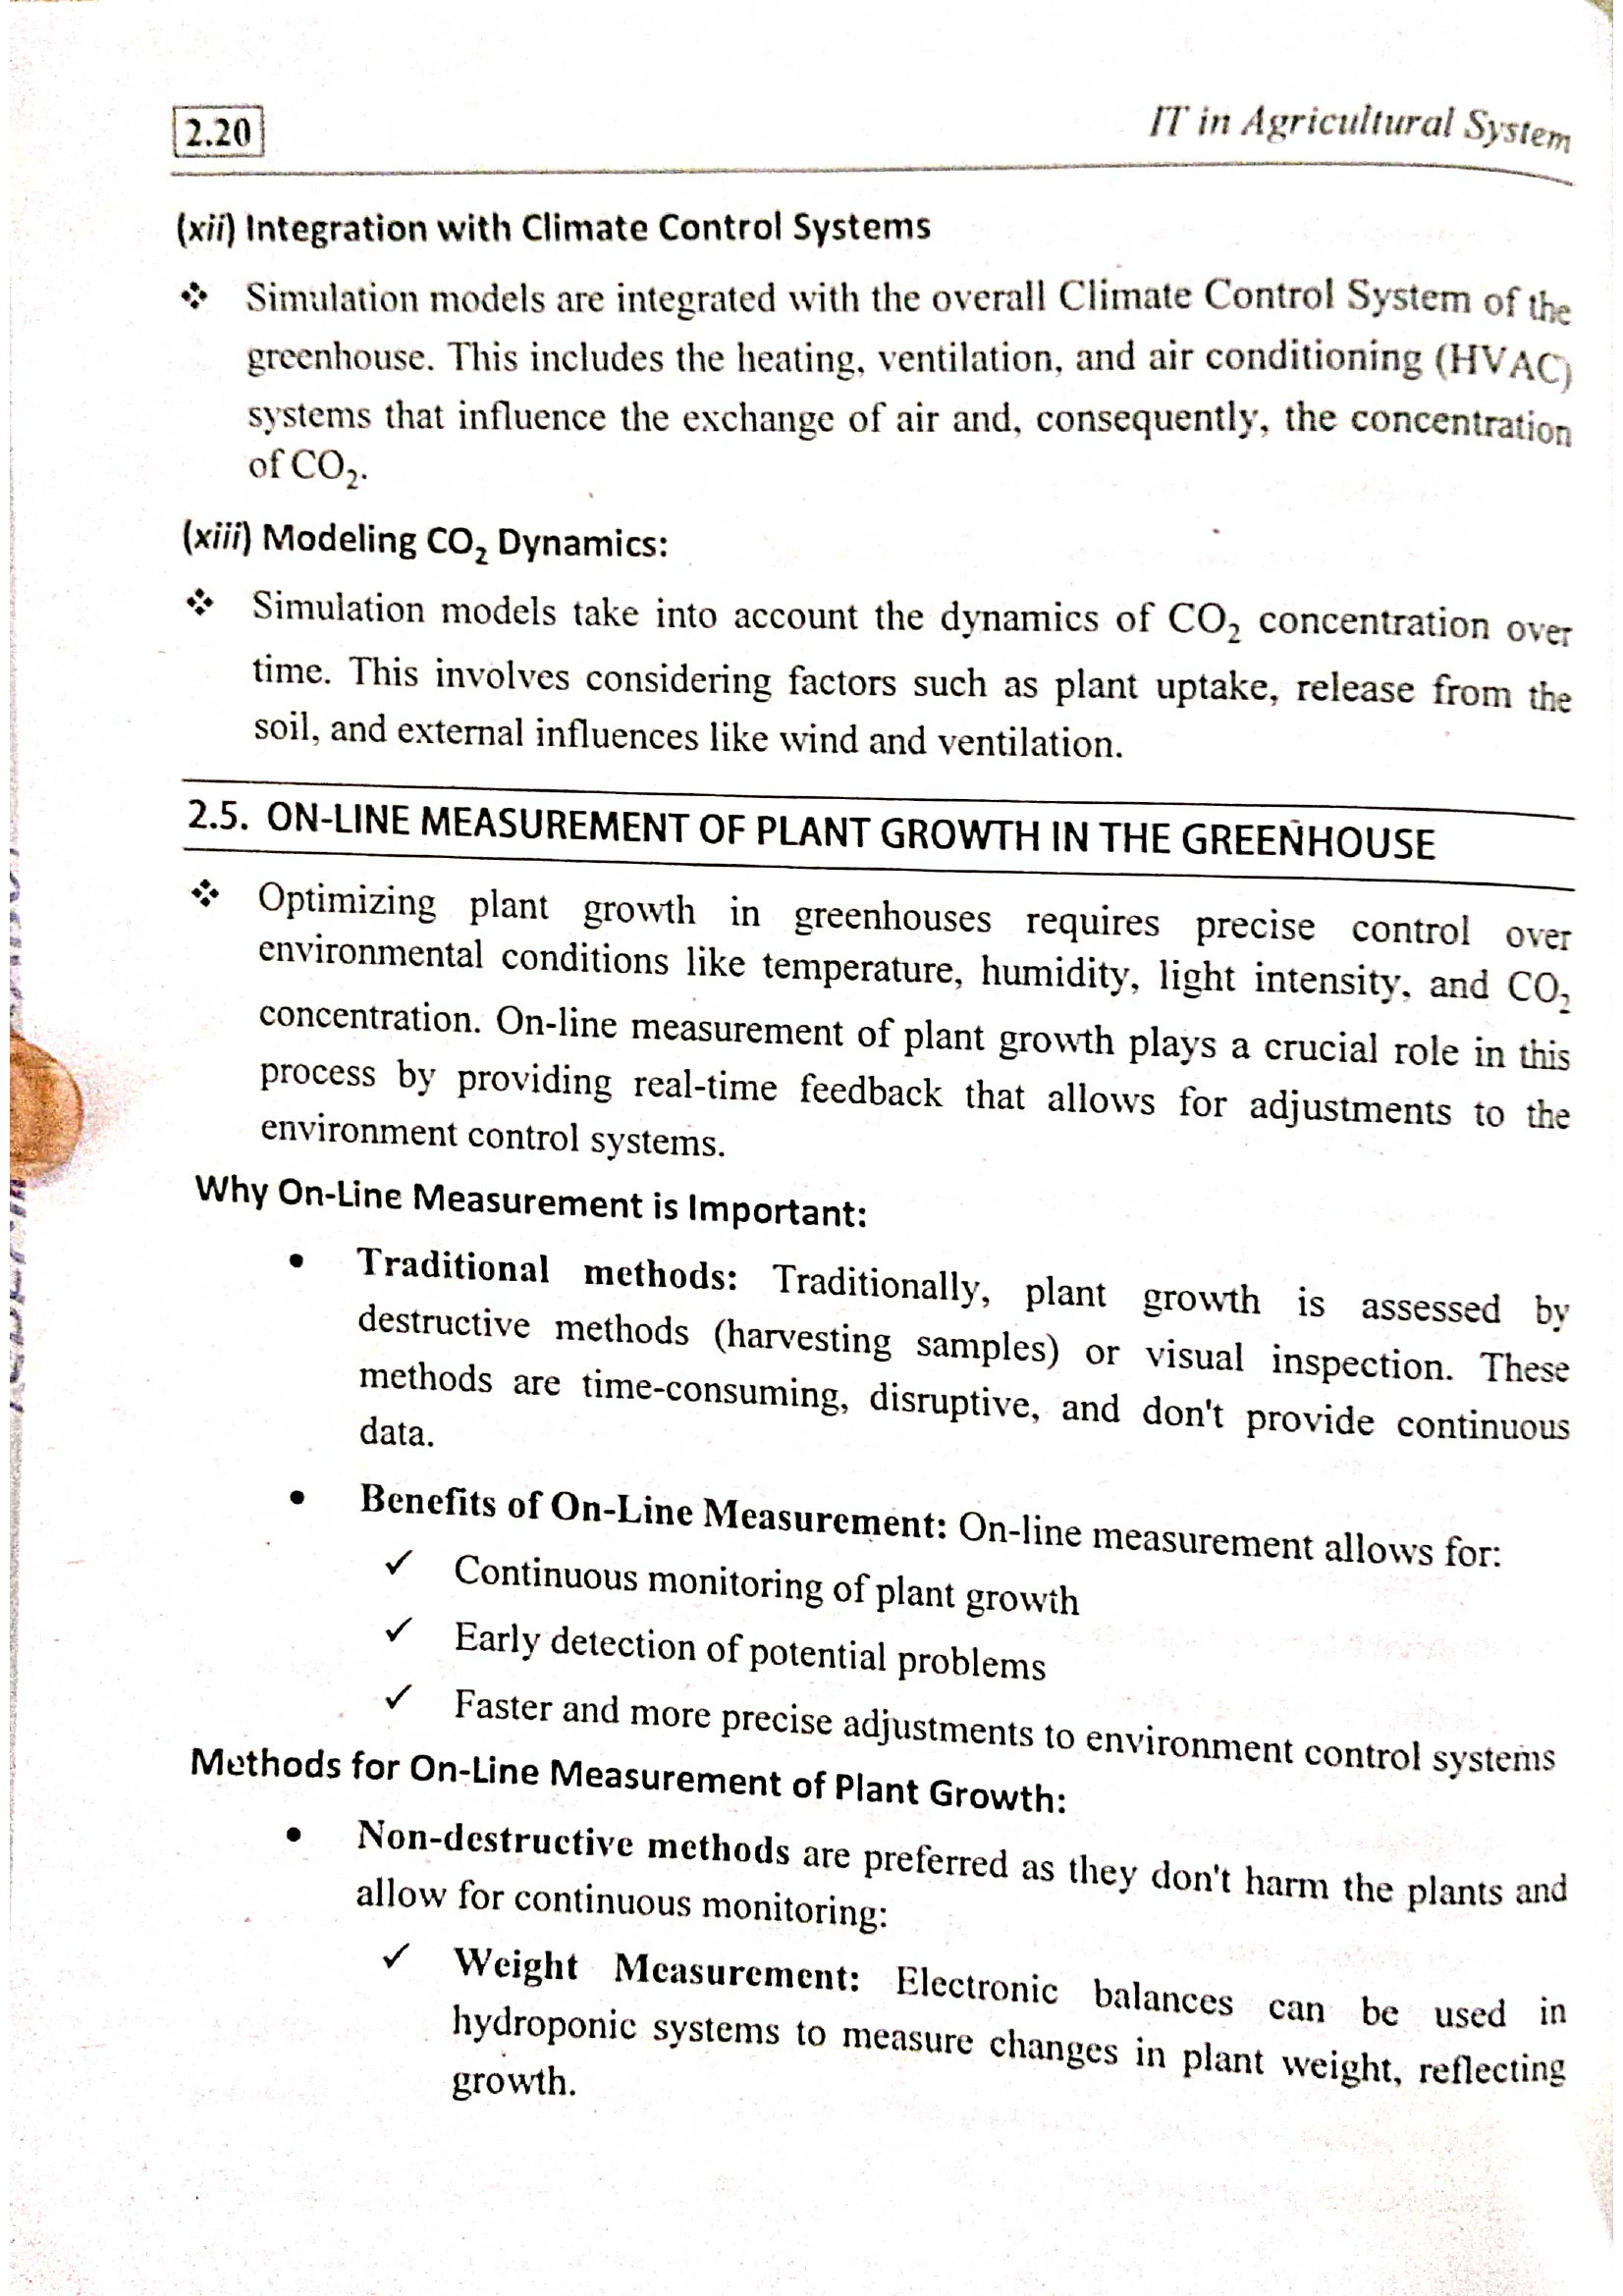 2.20
IT in Agricultural System
(xii) Integration with Climate Control Systems
❖ Simulation models are integrated with the overall Climate Control System of the
greenhouse. This includes the heating, ventilation, and air conditioning (HVAC)
systems that influence the exchange of air and, consequently, the concentration
of CO₂.
(xiii) Modeling CO₂ Dynamics:
❖ Simulation models take into account the dynamics of CO₂ concentration over
time. This involves considering factors such as plant uptake, release from the
soil, and external influences like wind and ventilation.
2.5. ON-LINE MEASUREMENT OF PLANT GROWTH IN THE GREENHOUSE
❖ Optimizing plant growth in greenhouses requires precise control over
environmental conditions like temperature, humidity, light intensity, and CO₂
concentration. On-line measurement of plant growth plays a crucial role in this
process by providing real-time feedback that allows for adjustments to the
environment control systems.
Why On-Line Measurement is Important:
• Traditional methods: Traditionally, plant growth is assessed by
destructive methods (harvesting samples) or visual inspection. These
methods are time-consuming, disruptive, and don't provide continuous
data.
• Benefits of On-Line Measurement: On-line measurement allows for:
✓ Continuous monitoring of plant growth
✓ Early detection of potential problems
✓ Faster and more precise adjustments to environment control systems
Methods for On-Line Measurement of Plant Growth:
• Non-destructive methods are preferred as they don't harm the plants and
allow for continuous monitoring:
✓ Weight Measurement: Electronic balances can be used in
hydroponic systems to measure changes in plant weight, reflecting
growth.